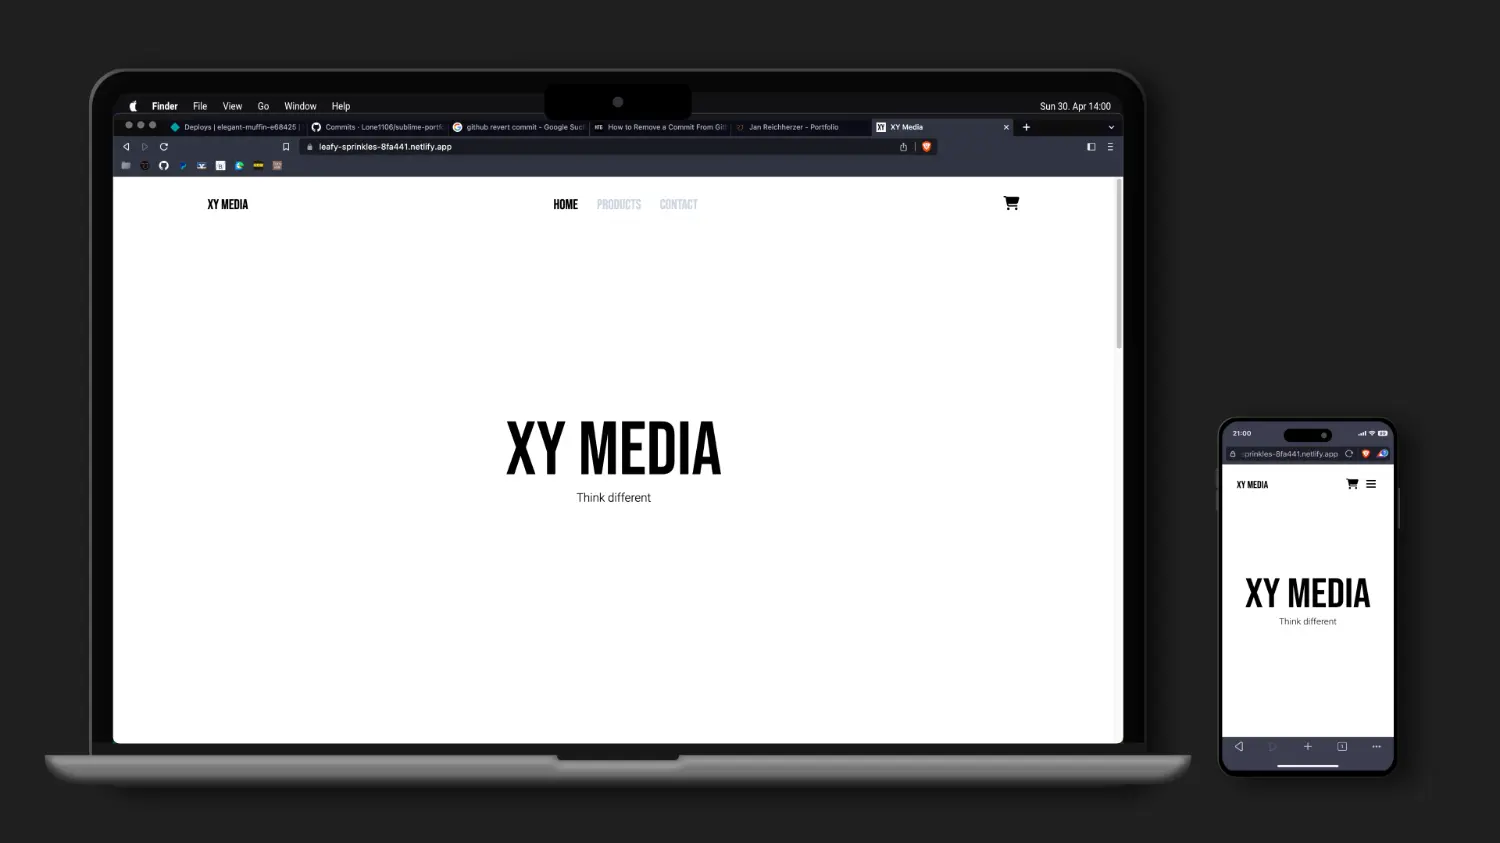 Finder File View Go Window Help
Sun 30. Apr 14:00
Deploys | elegant-muffin-e68425 |
Commits · Lone1106/sublime-portf
github revert commit - Google Suc
How to Remove a Commit From Git
Jan Reichherzer - Portfolio
XY Media
leafy-sprinkles-8fa441.netlify.app
XY MEDIA
HOME PRODUCTS CONTACT
XY MEDIA
Think different
21:00
sprinkles-8fa441.netlify.app
XY MEDIA
XY MEDIA
Think different